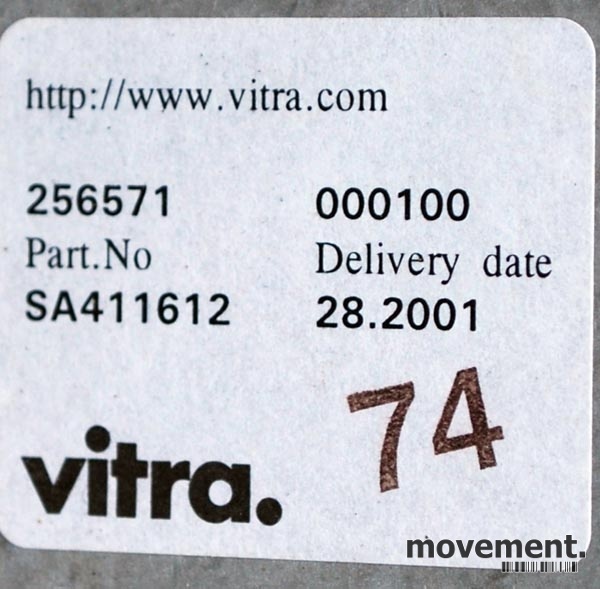 http://www.vitra.com
256571 000100
Part.No Delivery date
SA411612 28.2001
74
vitra.
movement.